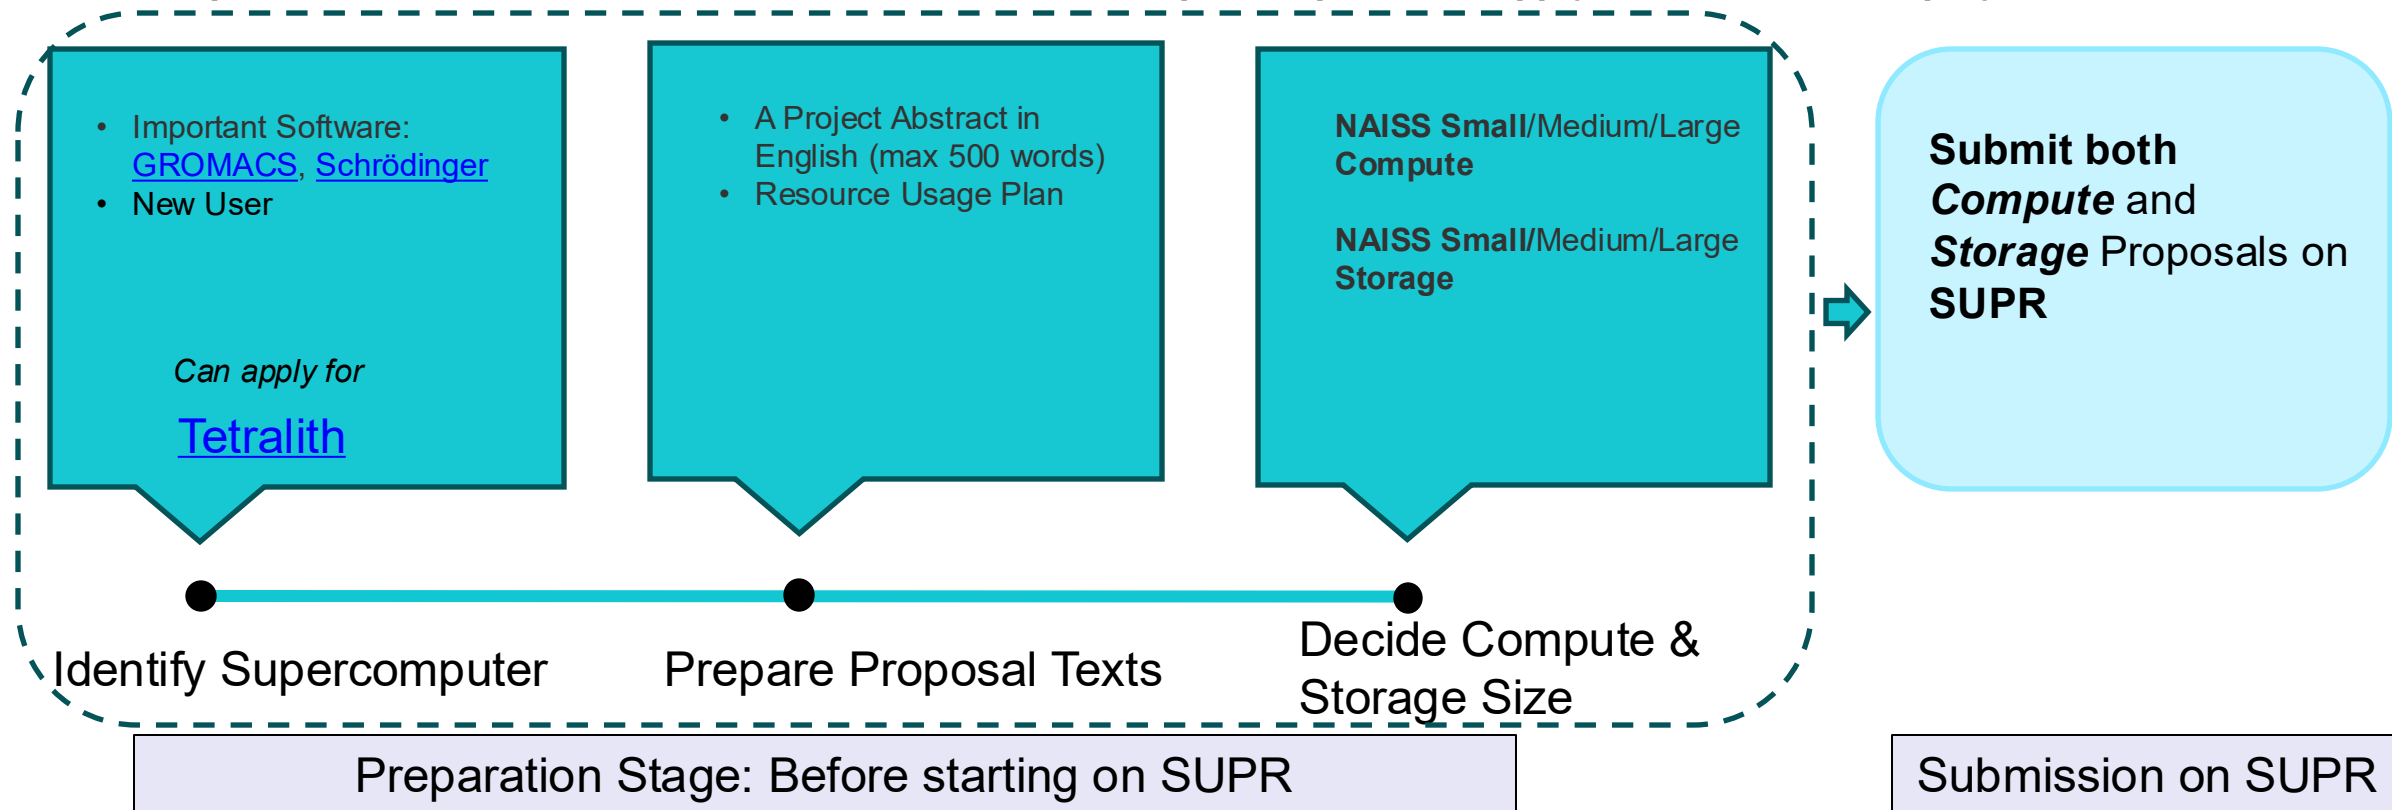 • Important Software:
GROMACS, Schrödinger
• New User
Can apply for
Tetralith
• A Project Abstract in
English (max 500 words)
• Resource Usage Plan
NAISS Small/Medium/Large
Compute
NAISS Small/Medium/Large
Storage
Submit both
Compute and
Storage Proposals on
SUPR
Identify Supercomputer
Prepare Proposal Texts
Decide Compute &
Storage Size
Preparation Stage: Before starting on SUPR
Submission on SUPR